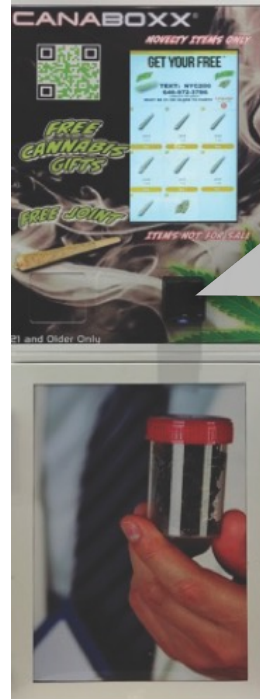 CANABOXX®
NOVELTY ITEMS ONLY
GET YOUR FREE
TEXT: NYC200
FREE
CANNABIS
GIFTS
FREE JOINT
ITEMS NOT FOR SALE
21 and Older Only